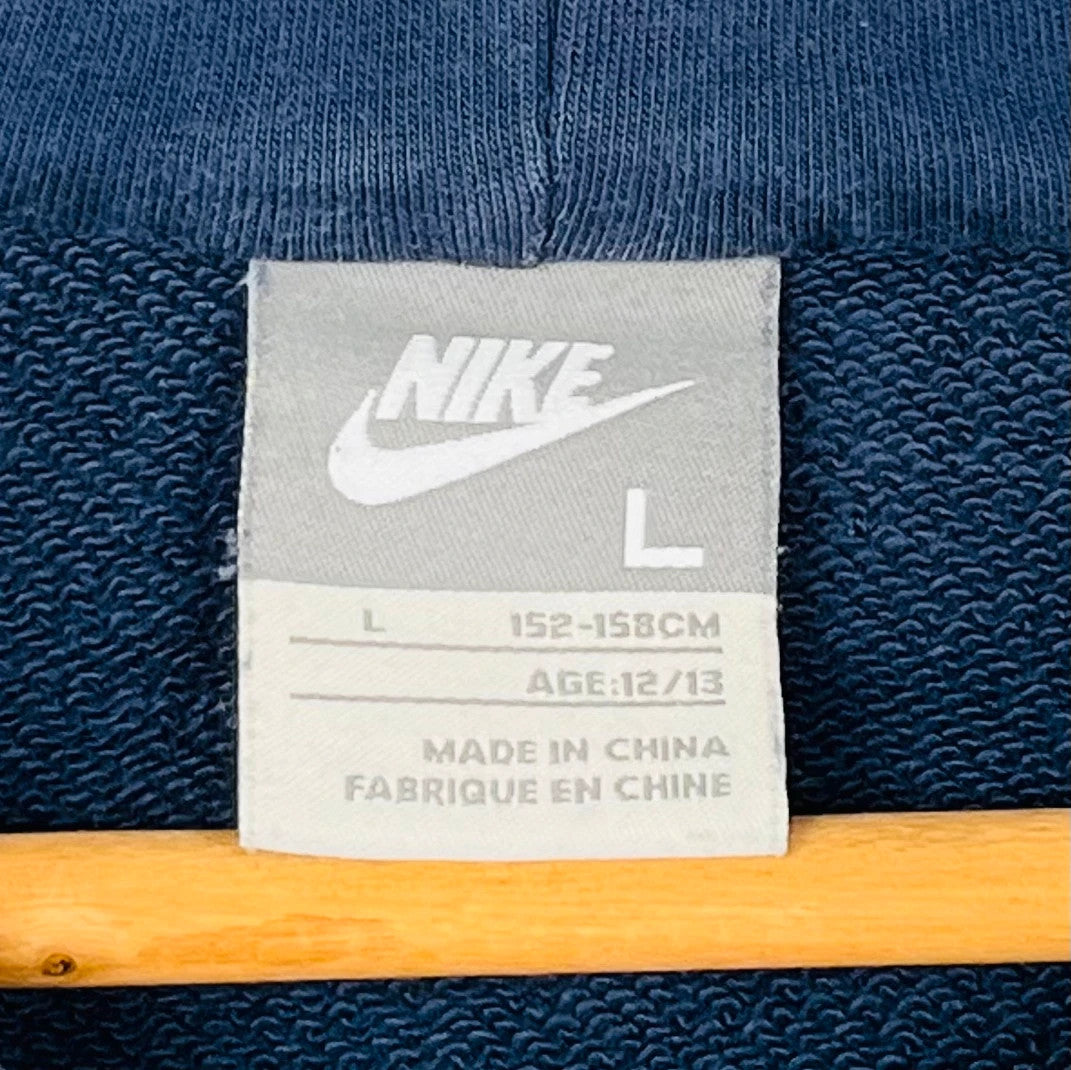 NIKE
L
L 152-158CM
AGE:12/13
MADE IN CHINA
FABRIQUE EN CHINE